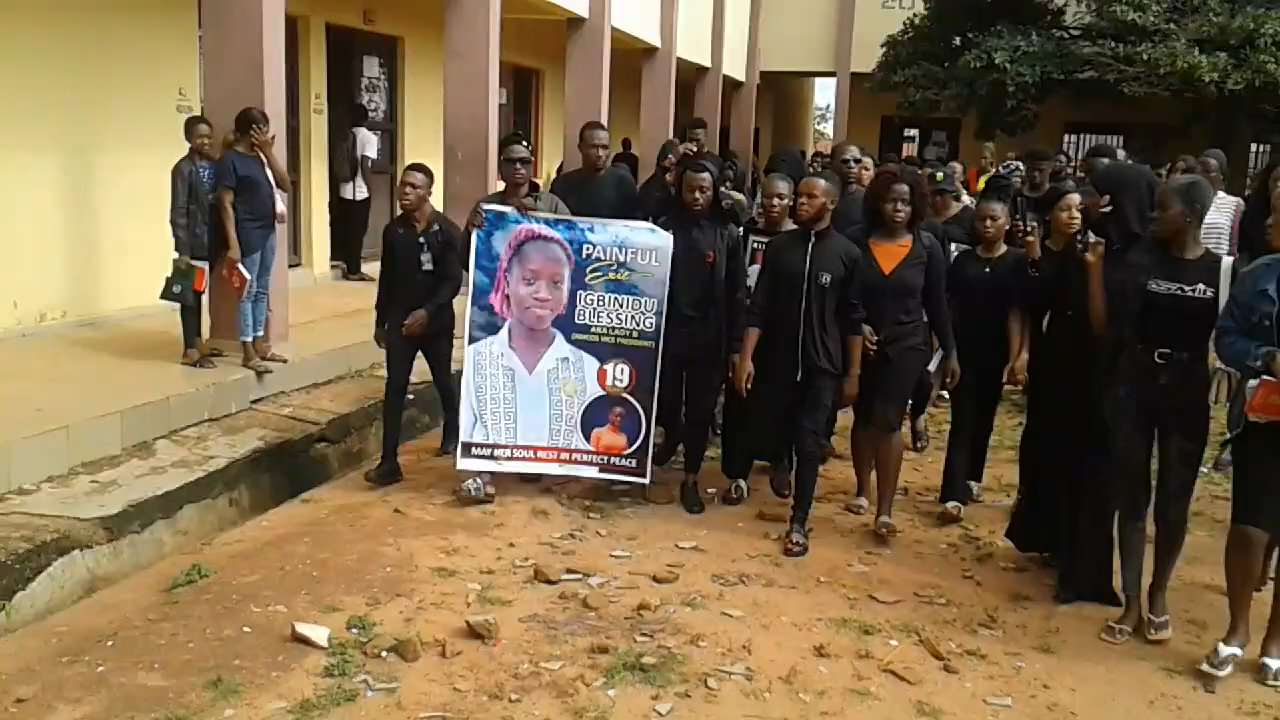 PAINFUL
Exit
IGBINIDU
BLESSING
AKA LADY B
19
MAY HER SOUL REST IN PERFECT PEACE